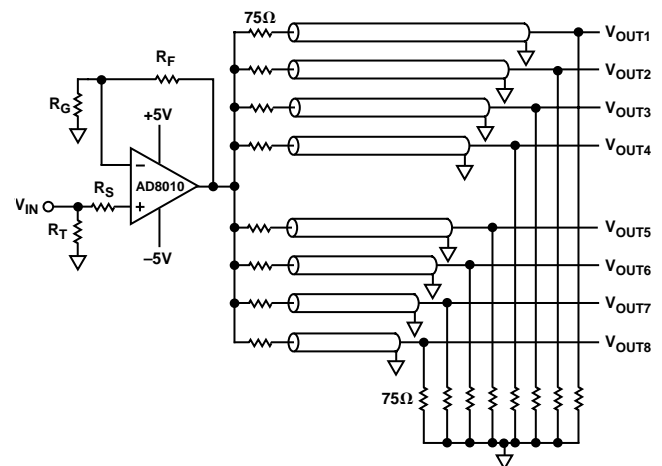 75Ω
VOUT1
RF
VOUT2
RG
+5V
VOUT3
VOUT4
–
AD8010
RS
VIN
+
RT
–5V
VOUT5
VOUT6
VOUT7
VOUT8
75Ω